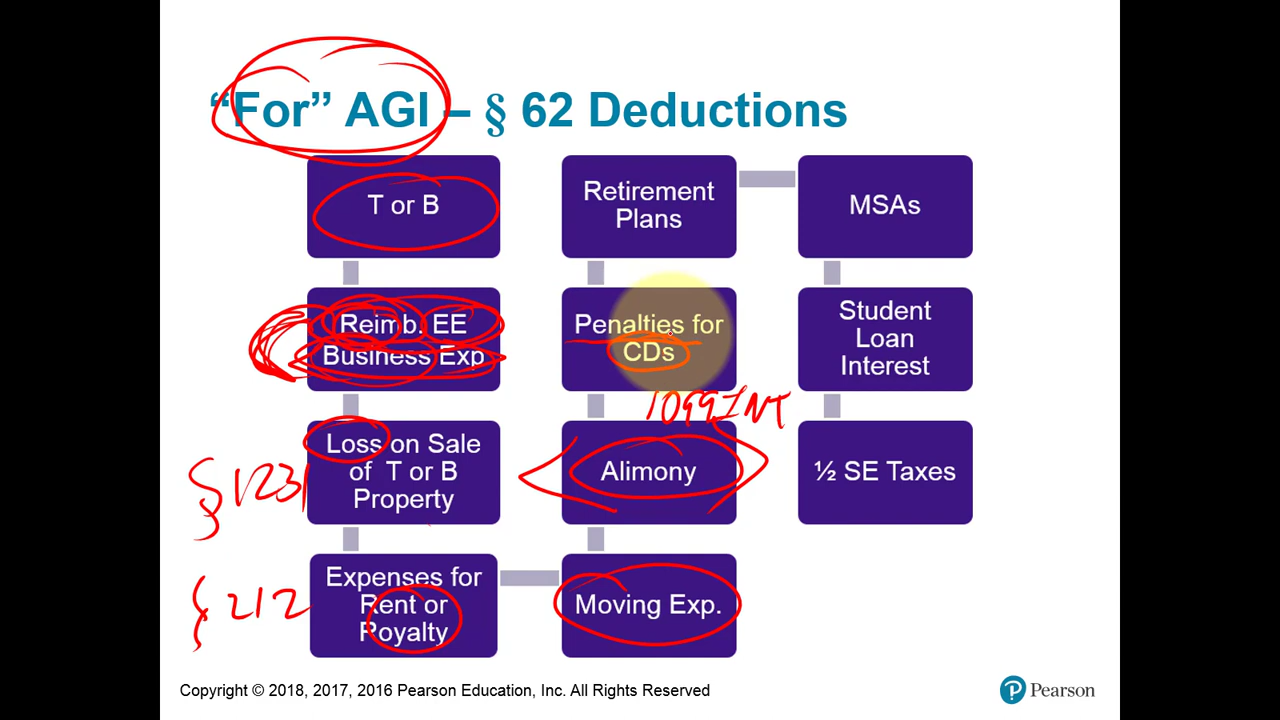 “For” AGI – § 62 Deductions
T or B
Reimb. EE
Business Exp
Loss on Sale
of T or B
Property
§ 1231
Expenses for
Rent or
Royalty
§ 212
Moving Exp.
Alimony
1099INT
Penalties for
CDs
Retirement
Plans
MSAs
Student
Loan
Interest
½ SE Taxes
Copyright © 2018, 2017, 2016 Pearson Education, Inc. All Rights Reserved
P Pearson